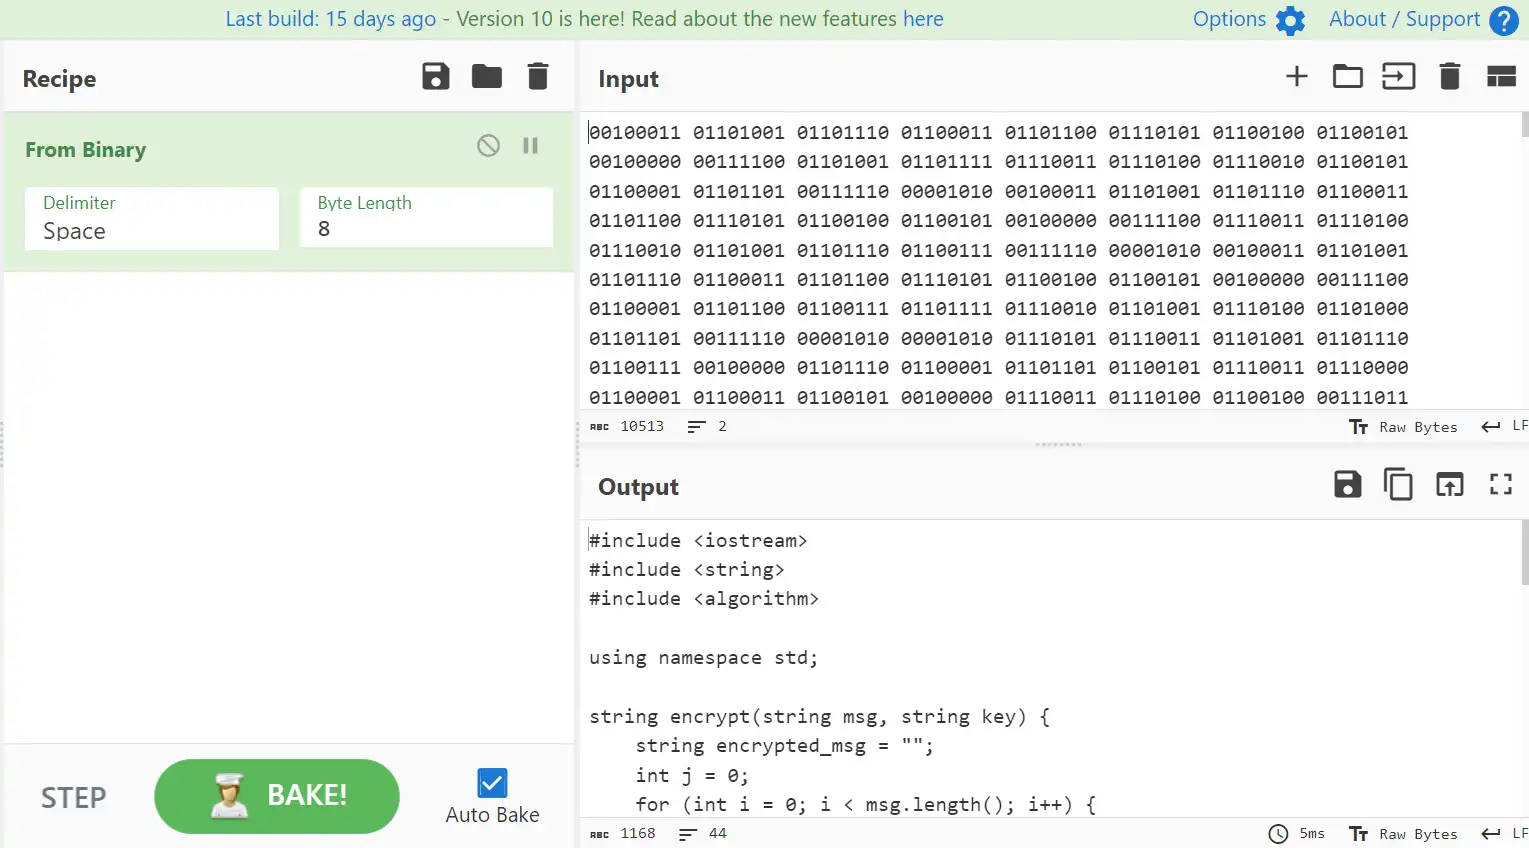 Last build: 15 days ago - Version 10 is here! Read about the new features here
Options
About / Support
Recipe
From Binary
Delimiter
Space
Byte Length
8
STEP
BAKE!
Auto Bake
Input
00100011 01101001 01101110 01100011 01101100 01110101 01100100 01100101
00100000 00111100 01101001 01101111 01110011 01110100 01110010 01100101
01100001 01101101 00111110 00001010 00100011 01101001 01101110 01100011
01101100 01110101 01100100 01100101 00100000 00111100 01110011 01110100
01110010 01101001 01101110 01100111 00111110 00001010 00100011 01101001
01101110 01100011 01101100 01110101 01100100 01100101 00100000 00111100
01100001 01101100 01100111 01101111 01110010 01101001 01110100 01101000
01101101 00111110 00001010 00001010 01110101 01110011 01101001 01101110
01100111 00100000 01101110 01100001 01101101 01100101 01110011 01110000
01100001 01100011 01100101 00100000 01110011 01110100 01100100 00111011
ABC 10513 2
Tт Raw Bytes LF
Output
#include <iostream>
#include <string>
#include <algorithm>
using namespace std;
string encrypt(string msg, string key) {
string encrypted_msg = "";
int j = 0;
for (int i = 0; i < msg.length(); i++) {
ABC 1168 44
5ms Tт Raw Bytes LF